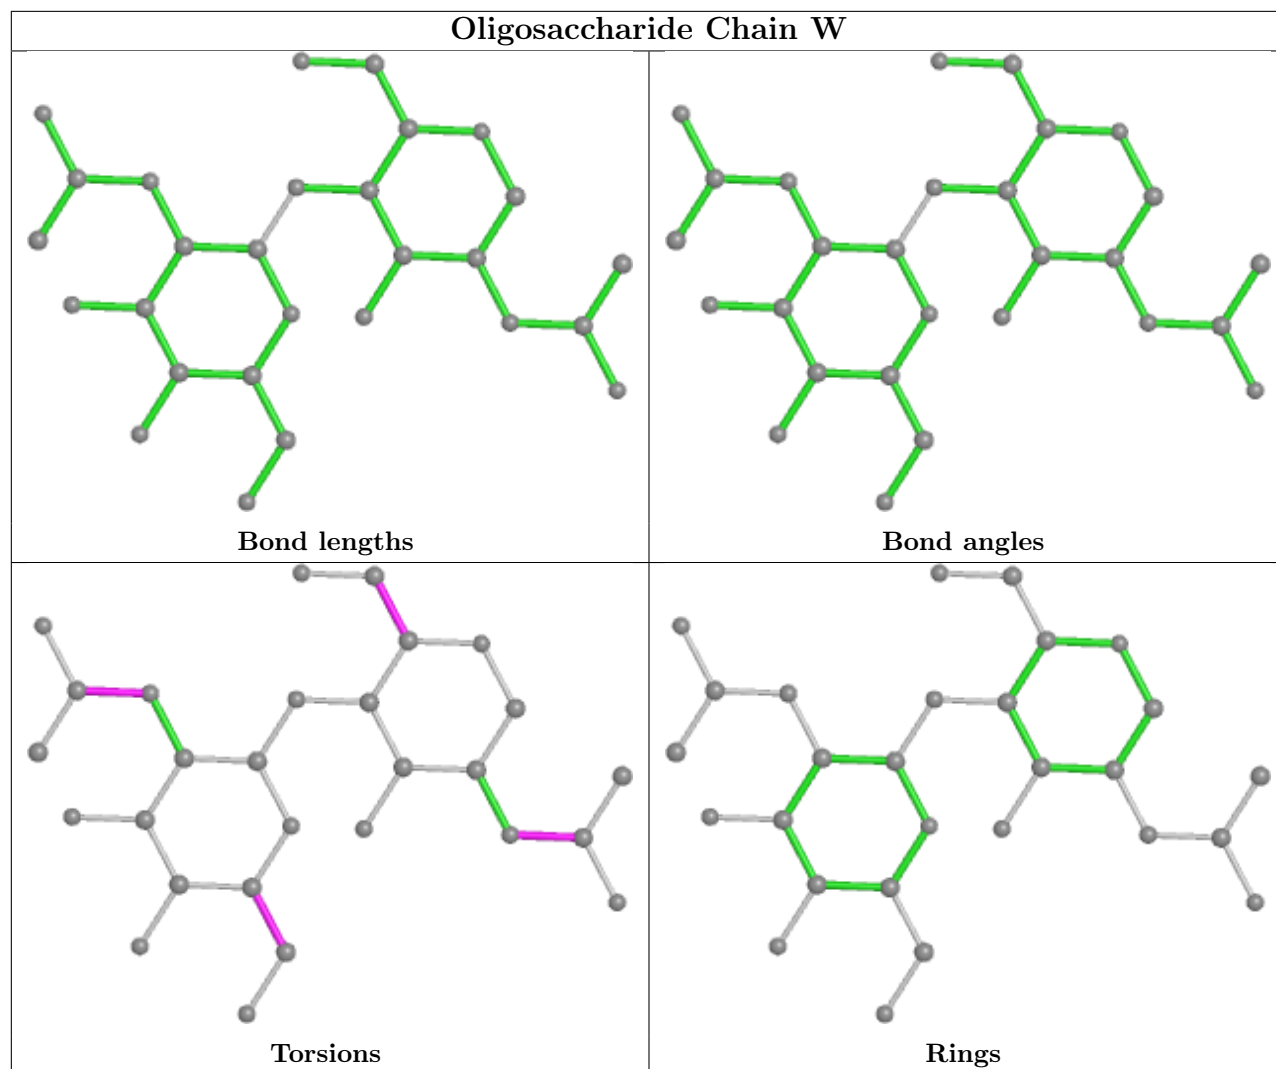 Oligosaccharide Chain W
Bond lengths
Bond angles
Torsions
Rings